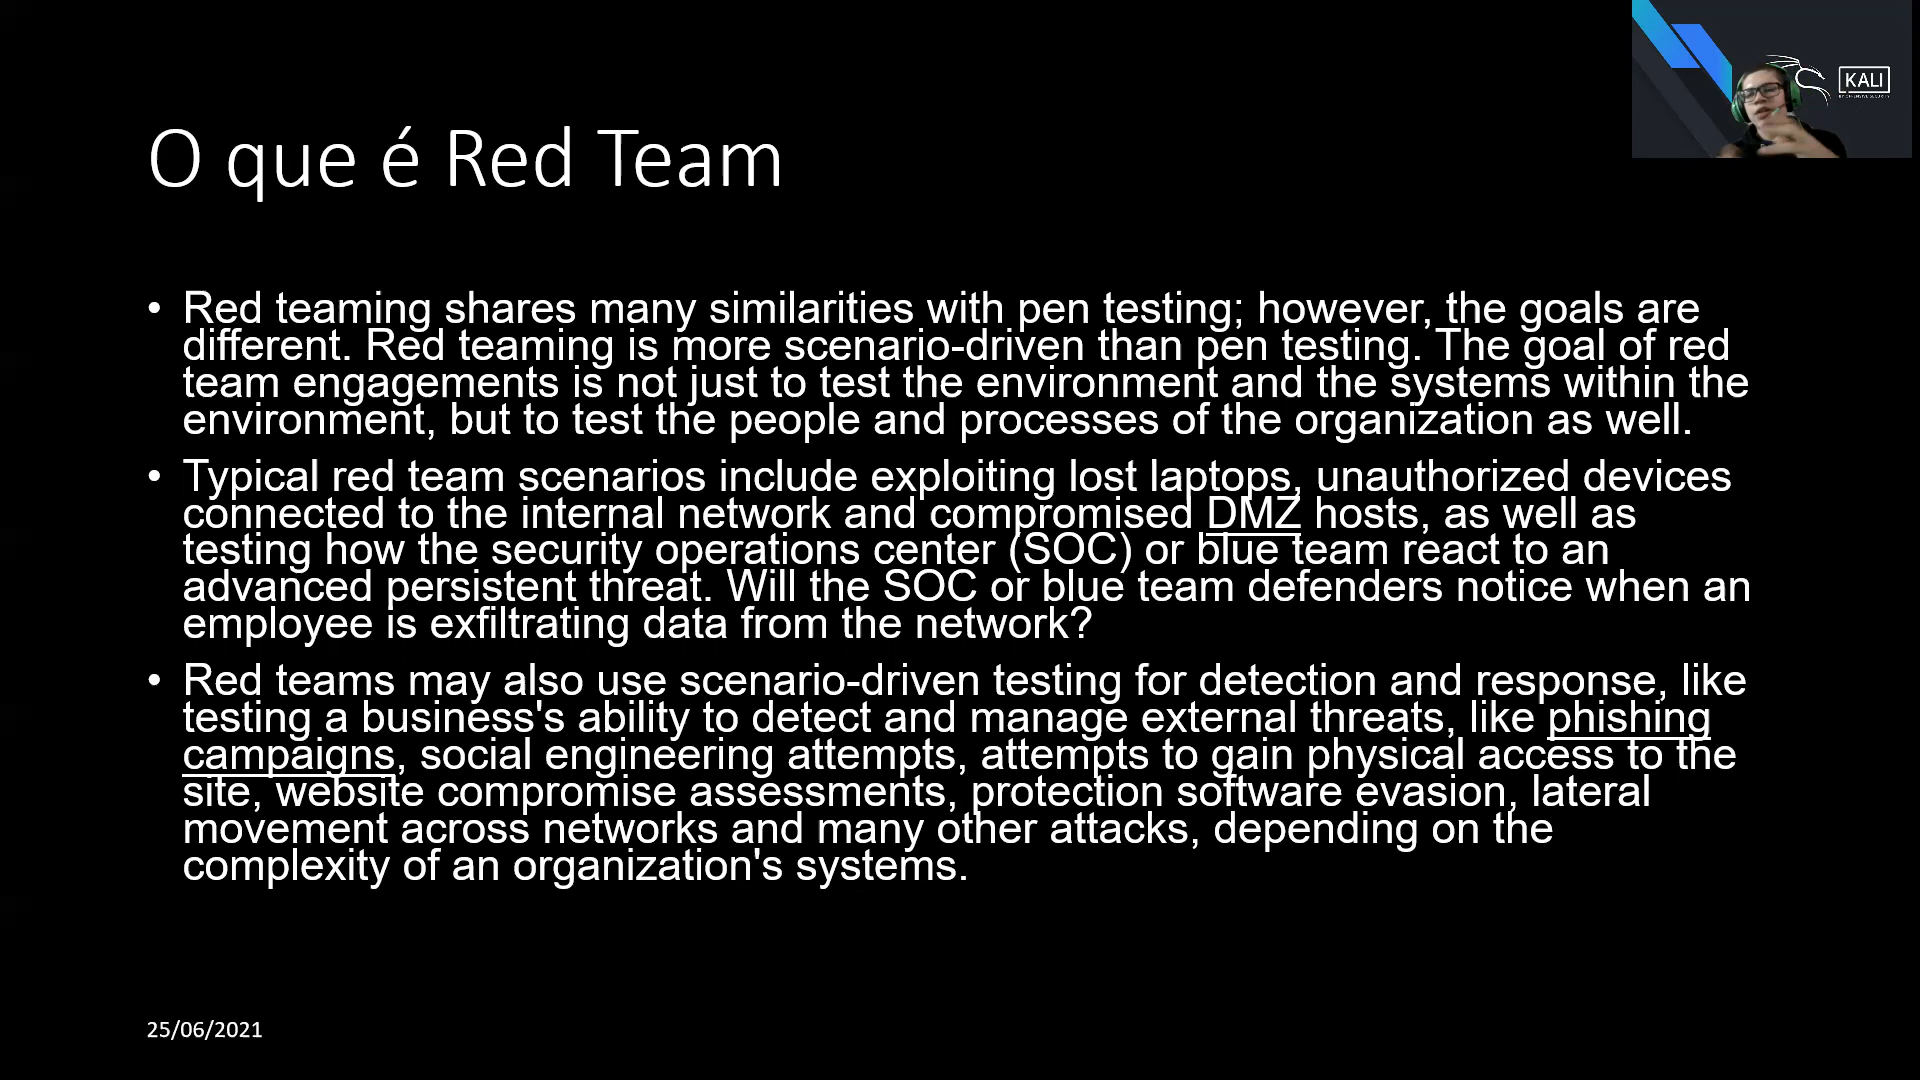 KALI
O que é Red Team
• Red teaming shares many similarities with pen testing; however, the goals are
different. Red teaming is more scenario-driven than pen testing. The goal of red
team engagements is not just to test the environment and the systems within the
environment, but to test the people and processes of the organization as well.
• Typical red team scenarios include exploiting lost laptops, unauthorized devices
connected to the internal network and compromised DMZ hosts, as well as
testing how the security operations center (SOC) or blue team react to an
advanced persistent threat. Will the SOC or blue team defenders notice when an
employee is exfiltrating data from the network?
• Red teams may also use scenario-driven testing for detection and response, like
testing a business's ability to detect and manage external threats, like phishing
campaigns, social engineering attempts, attempts to gain physical access to the
site, website compromise assessments, protection software evasion, lateral
movement across networks and many other attacks, depending on the
complexity of an organization's systems.
25/06/2021